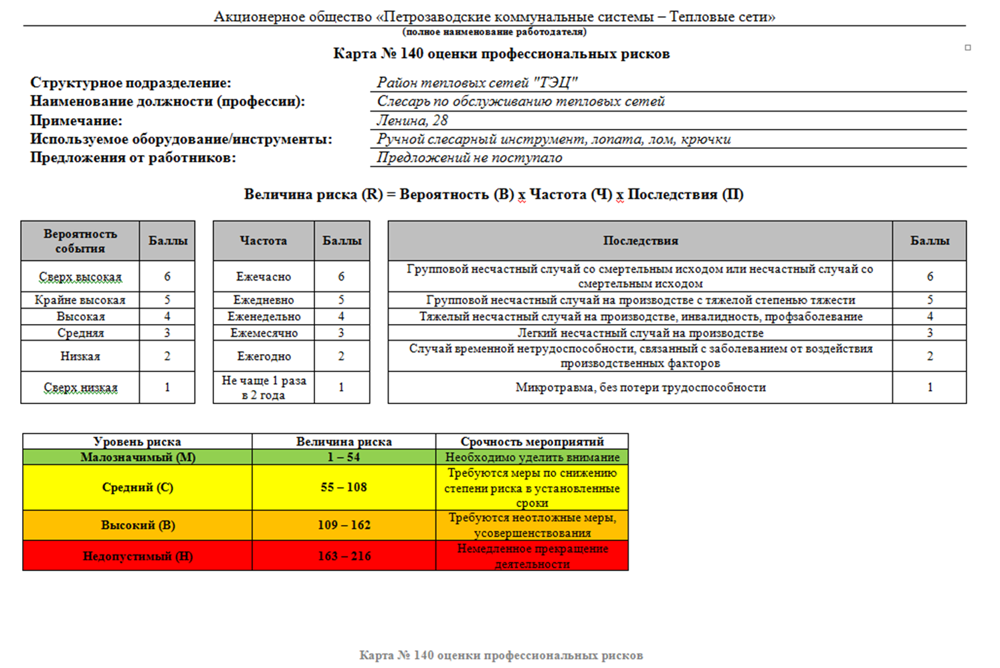 Акционерное общество «Петрозаводские коммунальные системы – Тепловые сети»
(полное наименование работодателя)
Карта № 140 оценки профессиональных рисков
Структурное подразделение: Район тепловых сетей "ТЭЦ"
Наименование должности (профессии): Слесарь по обслуживанию тепловых сетей
Примечание: Ленина, 28
Используемое оборудование/инструменты: Ручной слесарный инструмент, лопата, лом, крючки
Предложения от работников: Предложений не поступало
Величина риска (R) = Вероятность (В) х Частота (Ч) х Последствия (П)
Вероятность
события
Баллы
Сверх высокая 6
Крайне высокая 5
Высокая 4
Средняя 3
Низкая 2
Сверх низкая 1
Частота Баллы
Ежечасно 6
Ежедневно 5
Еженедельно 4
Ежемесячно 3
Ежегодно 2
Не чаще 1 раза
в 2 года
1
Последствия Баллы
Групповой несчастный случай со смертельным исходом или несчастный случай со
смертельным исходом
6
Групповой несчастный случай на производстве с тяжелой степенью тяжести 5
Тяжелый несчастный случай на производстве, инвалидность, профзаболевание 4
Легкий несчастный случай на производстве 3
Случай временной нетрудоспособности, связанный с заболеванием от воздействия
производственных факторов
2
Микротравма, без потери трудоспособности 1
Уровень риска Величина риска Срочность мероприятий
Малозначимый (М) 1 – 54 Необходимо уделить внимание
Средний (С) 55 – 108
Требуются меры по снижению
степени риска в установленные
сроки
Высокий (В) 109 – 162
Требуются неотложные меры,
усовершенствования
Недопустимый (Н) 163 – 216
Немедленное прекращение
деятельности
Карта № 140 оценки профессиональных рисков